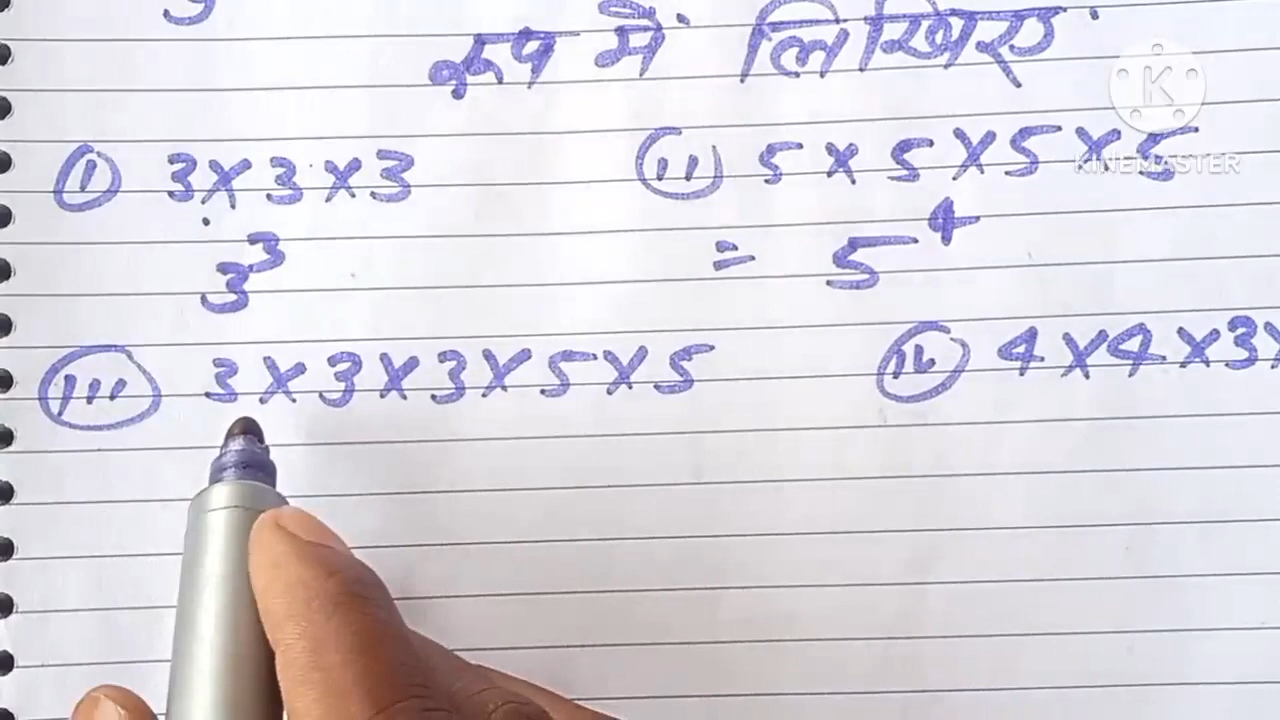 रूप में लिखिए
K
KINEMASTER
(i) 3×3×3 (ii) 5×5×5×5
3³ = 5⁴
(iii) 3×3×3×5×5 (iv) 4×4×3×